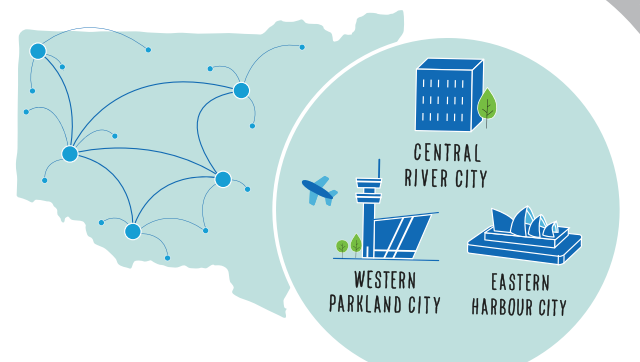 CENTRAL
RIVER CITY
WESTERN
PARKLAND CITY
EASTERN
HARBOUR CITY